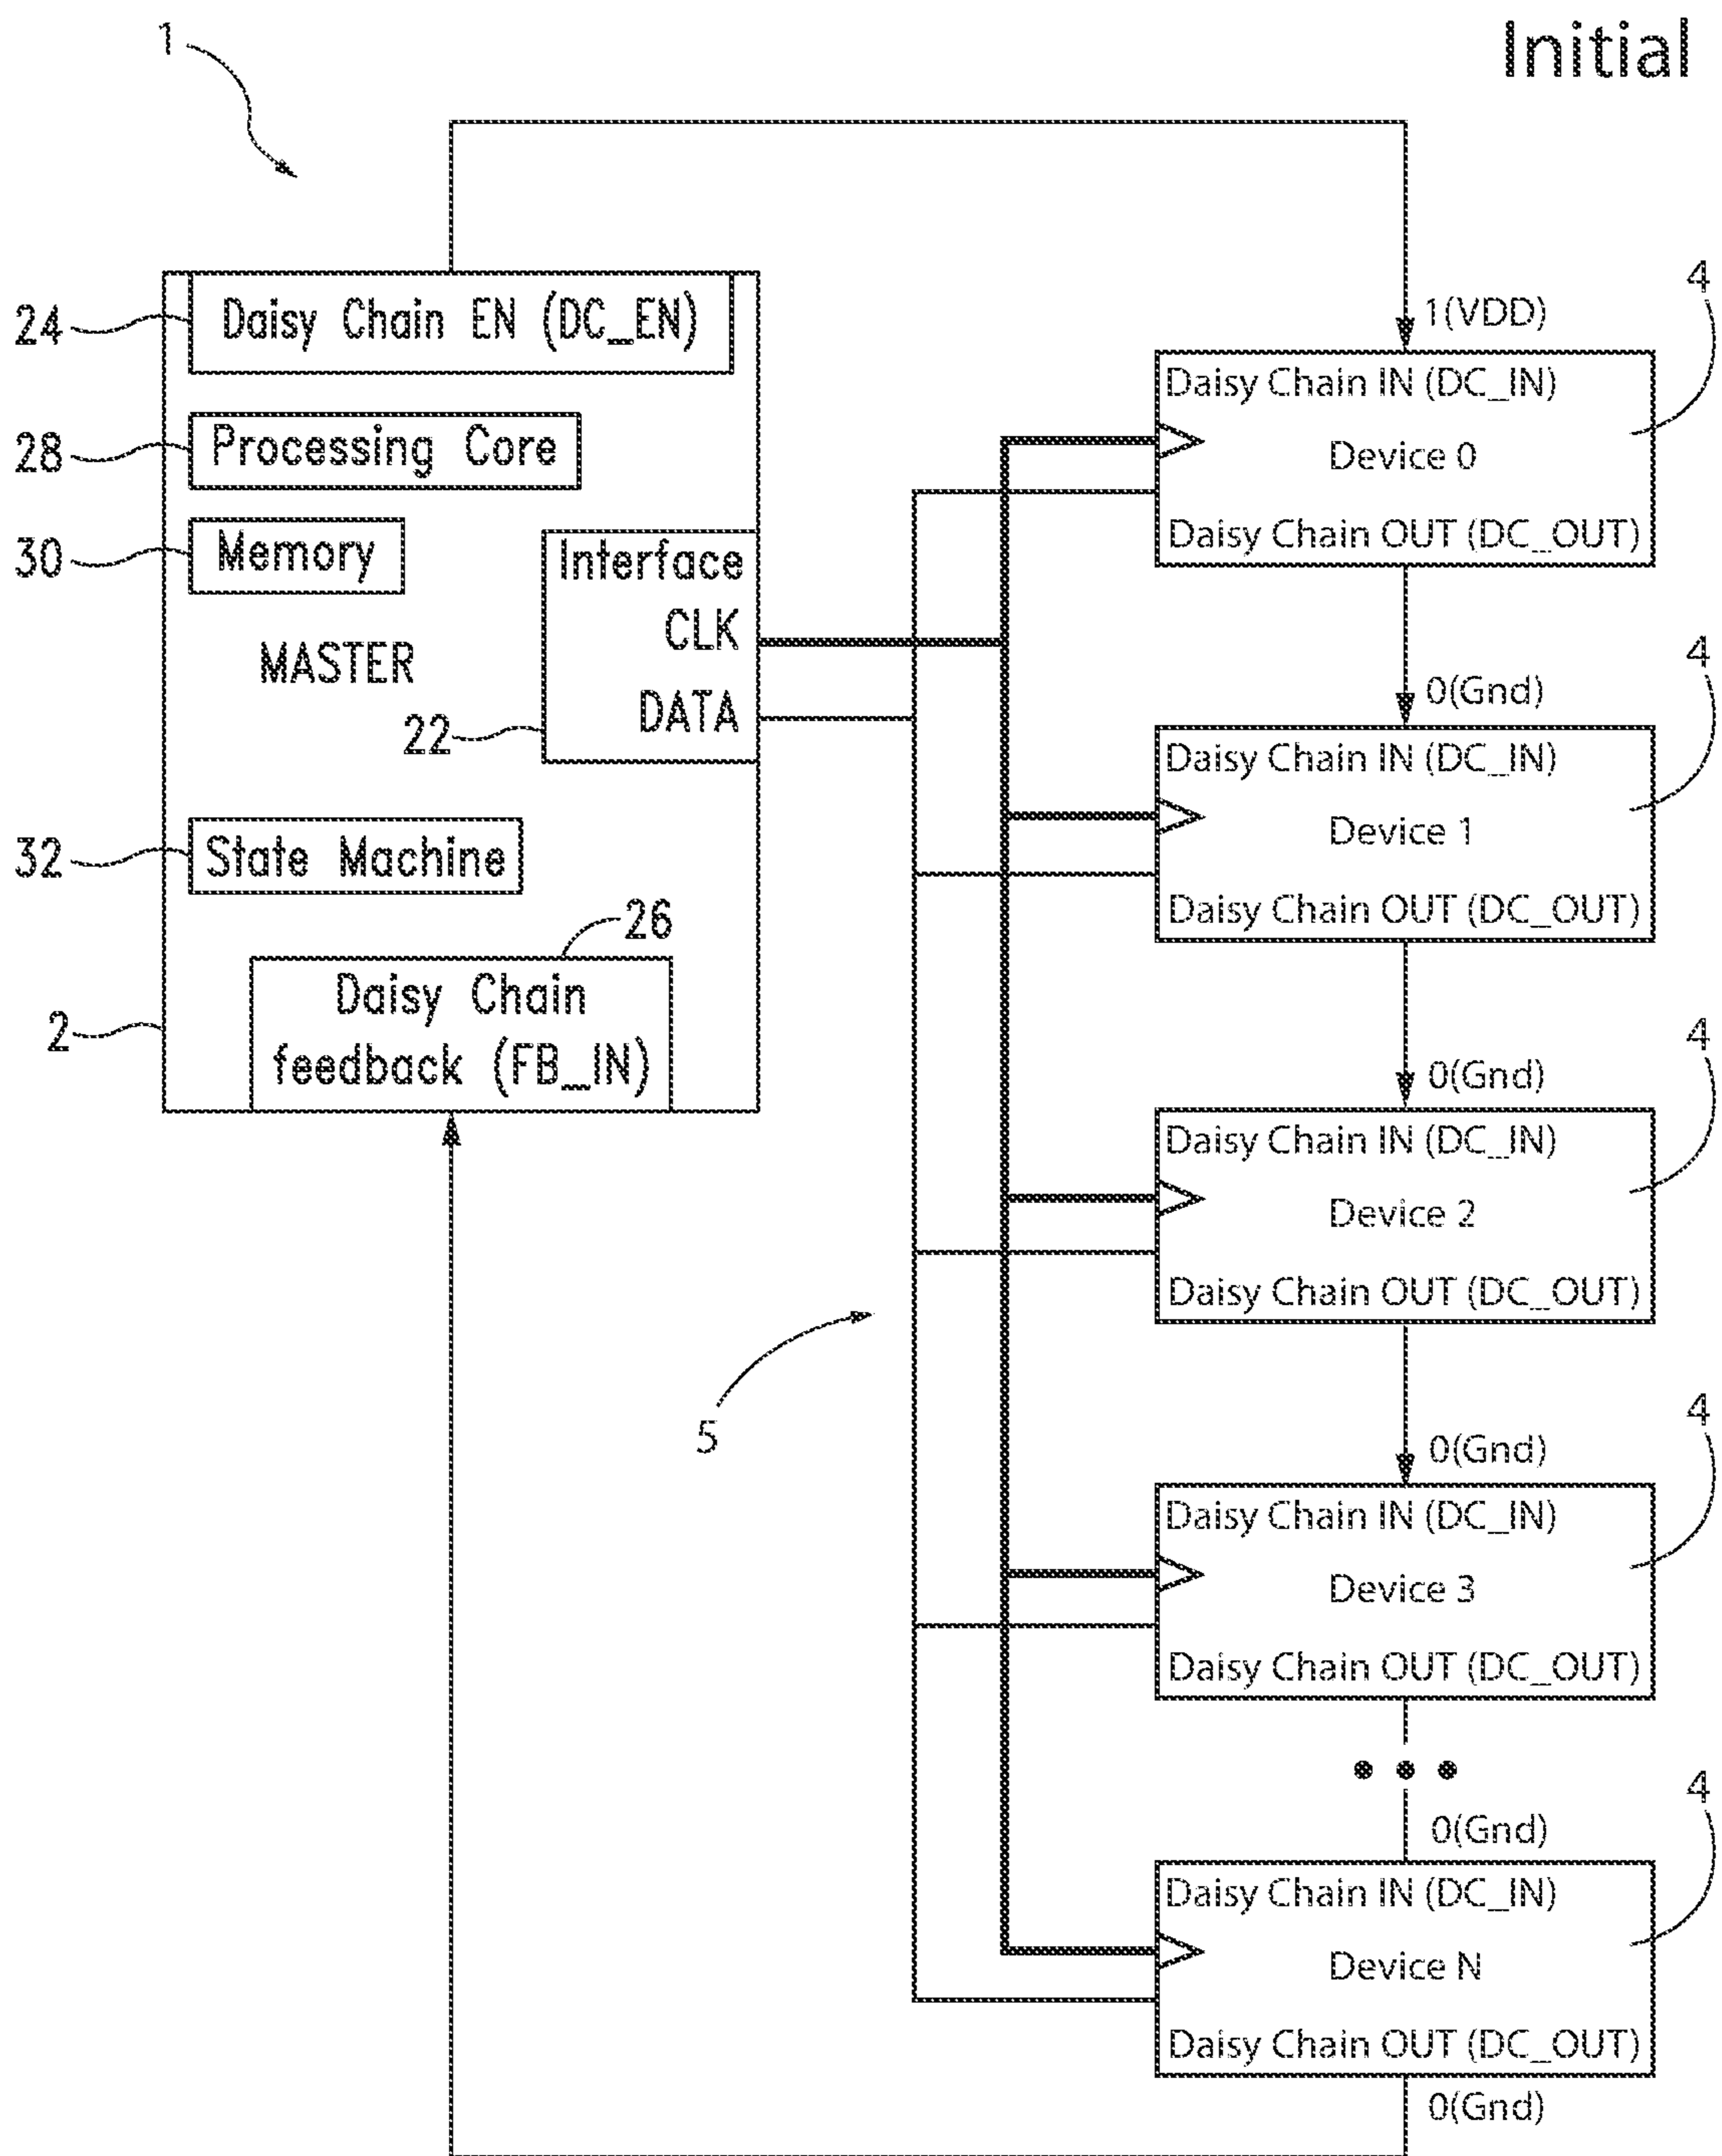 1
Initial
24
Daisy Chain EN (DC_EN)
28
Processing Core
30
Memory
MASTER
Interface
CLK
DATA
22
32
State Machine
26
2
Daisy Chain
feedback (FB_IN)
5
1(VDD)
4
Daisy Chain IN (DC_IN)
Device 0
Daisy Chain OUT (DC_OUT)
0(Gnd)
4
Daisy Chain IN (DC_IN)
Device 1
Daisy Chain OUT (DC_OUT)
0(Gnd)
4
Daisy Chain IN (DC_IN)
Device 2
Daisy Chain OUT (DC_OUT)
0(Gnd)
4
Daisy Chain IN (DC_IN)
Device 3
Daisy Chain OUT (DC_OUT)
0(Gnd)
4
Daisy Chain IN (DC_IN)
Device N
Daisy Chain OUT (DC_OUT)
0(Gnd)